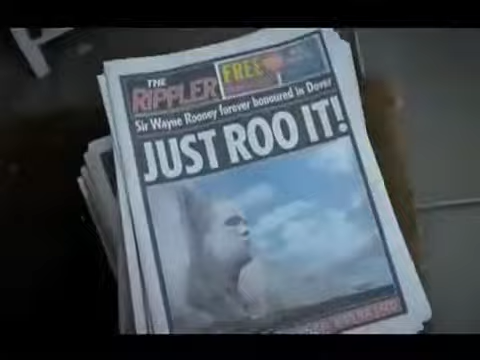 THE
RIPPLER
FREE
Sir Wayne Rooney forever honoured in Dover
JUST ROO IT!